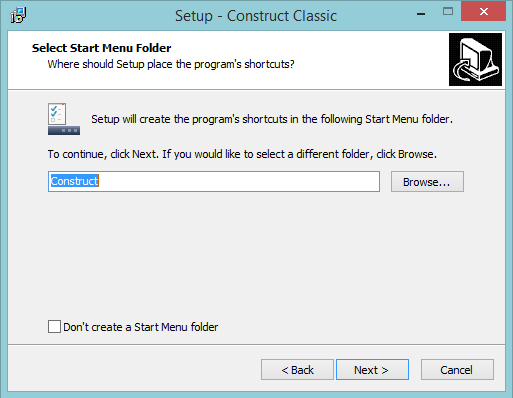 Setup - Construct Classic
Select Start Menu Folder
Where should Setup place the program's shortcuts?
Setup will create the program's shortcuts in the following Start Menu folder.
To continue, click Next. If you would like to select a different folder, click Browse.
Construct
Browse...
Don't create a Start Menu folder
< Back
Next >
Cancel